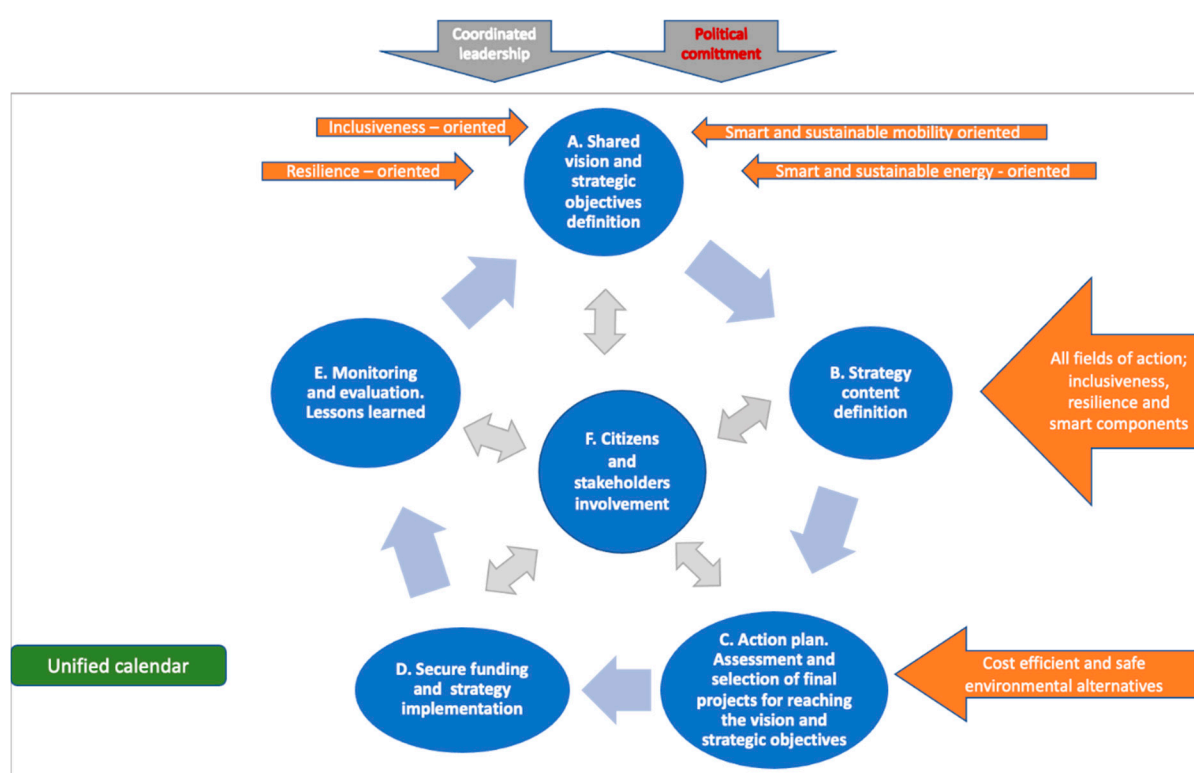 Coordinated
leadership
Political
comittment
Inclusiveness – oriented
Resilience – oriented
A. Shared
vision and
strategic
objectives
definition
Smart and sustainable mobility oriented
Smart and sustainable energy - oriented
E. Monitoring
and evaluation.
Lessons learned
B. Strategy
content
definition
All fields of action;
inclusiveness,
resilience and
smart components
F. Citizens
and
stakeholders
involvement
Unified calendar
D. Secure funding
and strategy
implementation
C. Action plan.
Assessment and
selection of final
projects for reaching
the vision and
strategic objectives
Cost efficient and safe
environmental alternatives